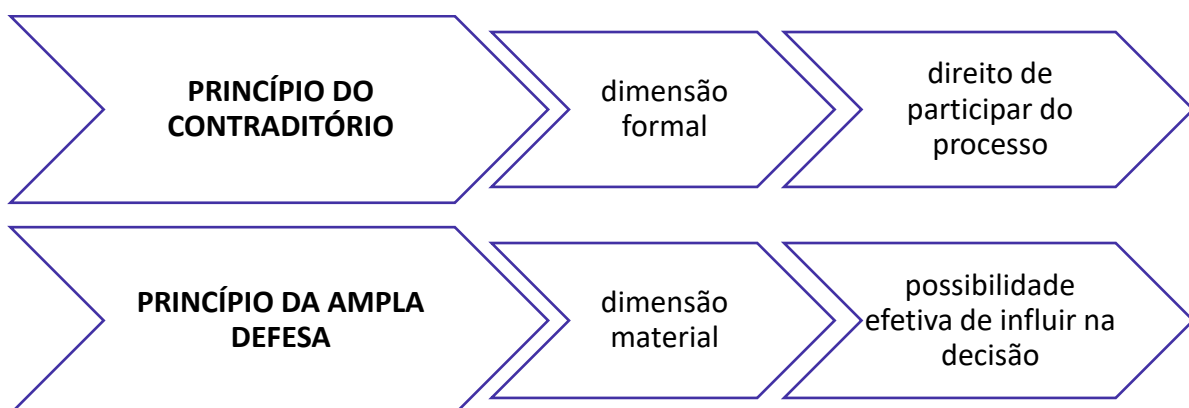 PRINCÍPIO DO
CONTRADITÓRIO
dimensão
formal
direito de
participar do
processo
PRINCÍPIO DA AMPLA
DEFESA
dimensão
material
possibilidade
efetiva de influir na
decisão